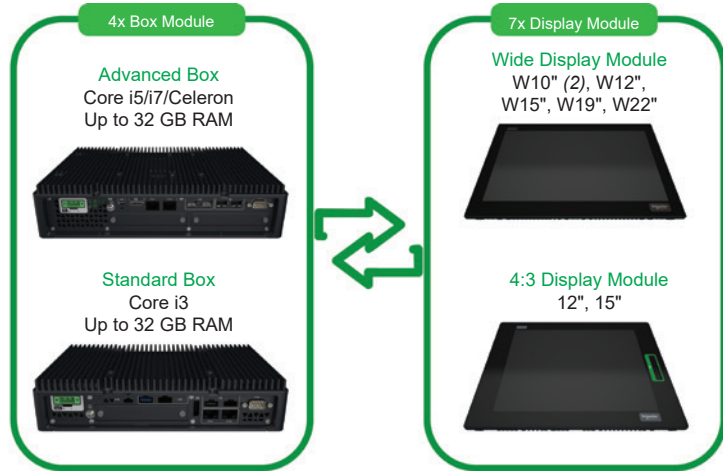 4x Box Module
Advanced Box
Core i5/i7/Celeron
Up to 32 GB RAM
Standard Box
Core i3
Up to 32 GB RAM
7x Display Module
Wide Display Module
W10" (2), W12",
W15", W19", W22"
4:3 Display Module
12", 15"